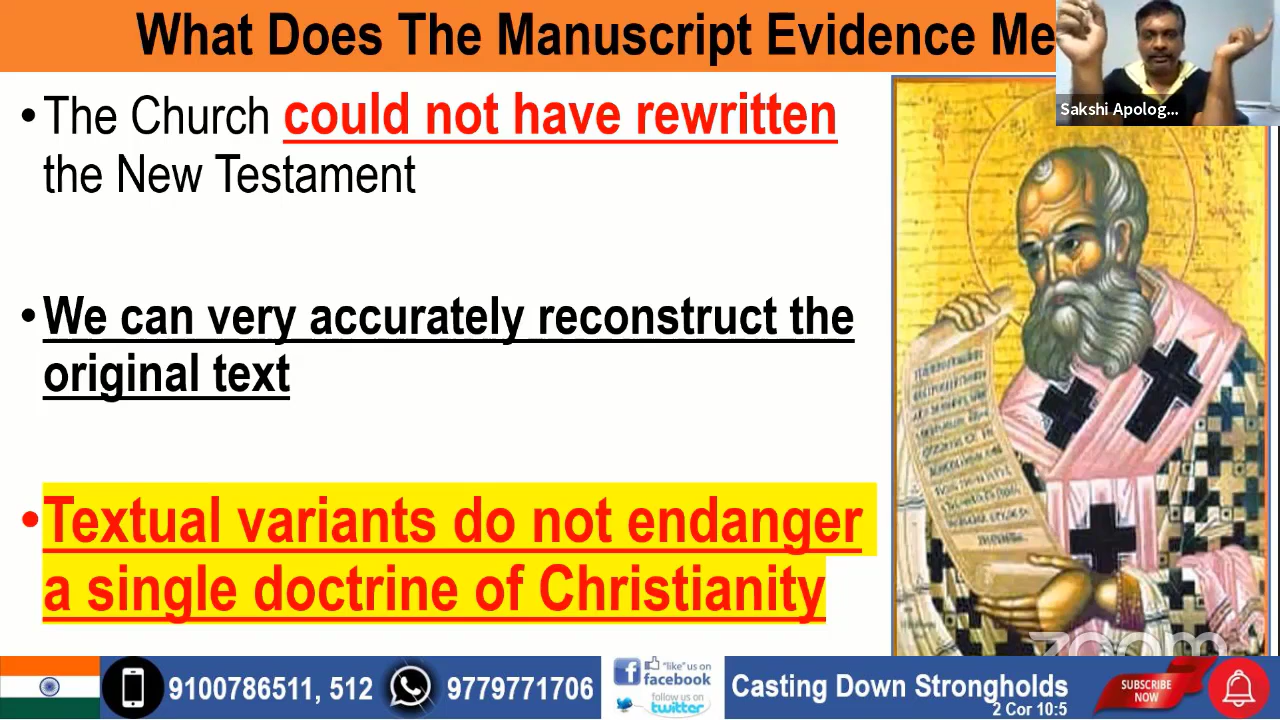 What Does The Manuscript Evidence Me
Sakshi Apolog...
•The Church could not have rewritten
the New Testament
•We can very accurately reconstruct the
original text
•Textual variants do not endanger
a single doctrine of Christianity
zoom
9100786511, 512
9779771706
"like" us on
facebook
follow us on
twitter
Casting Down Strongholds
2 Cor 10:5
SUBSCRIBE
NOW